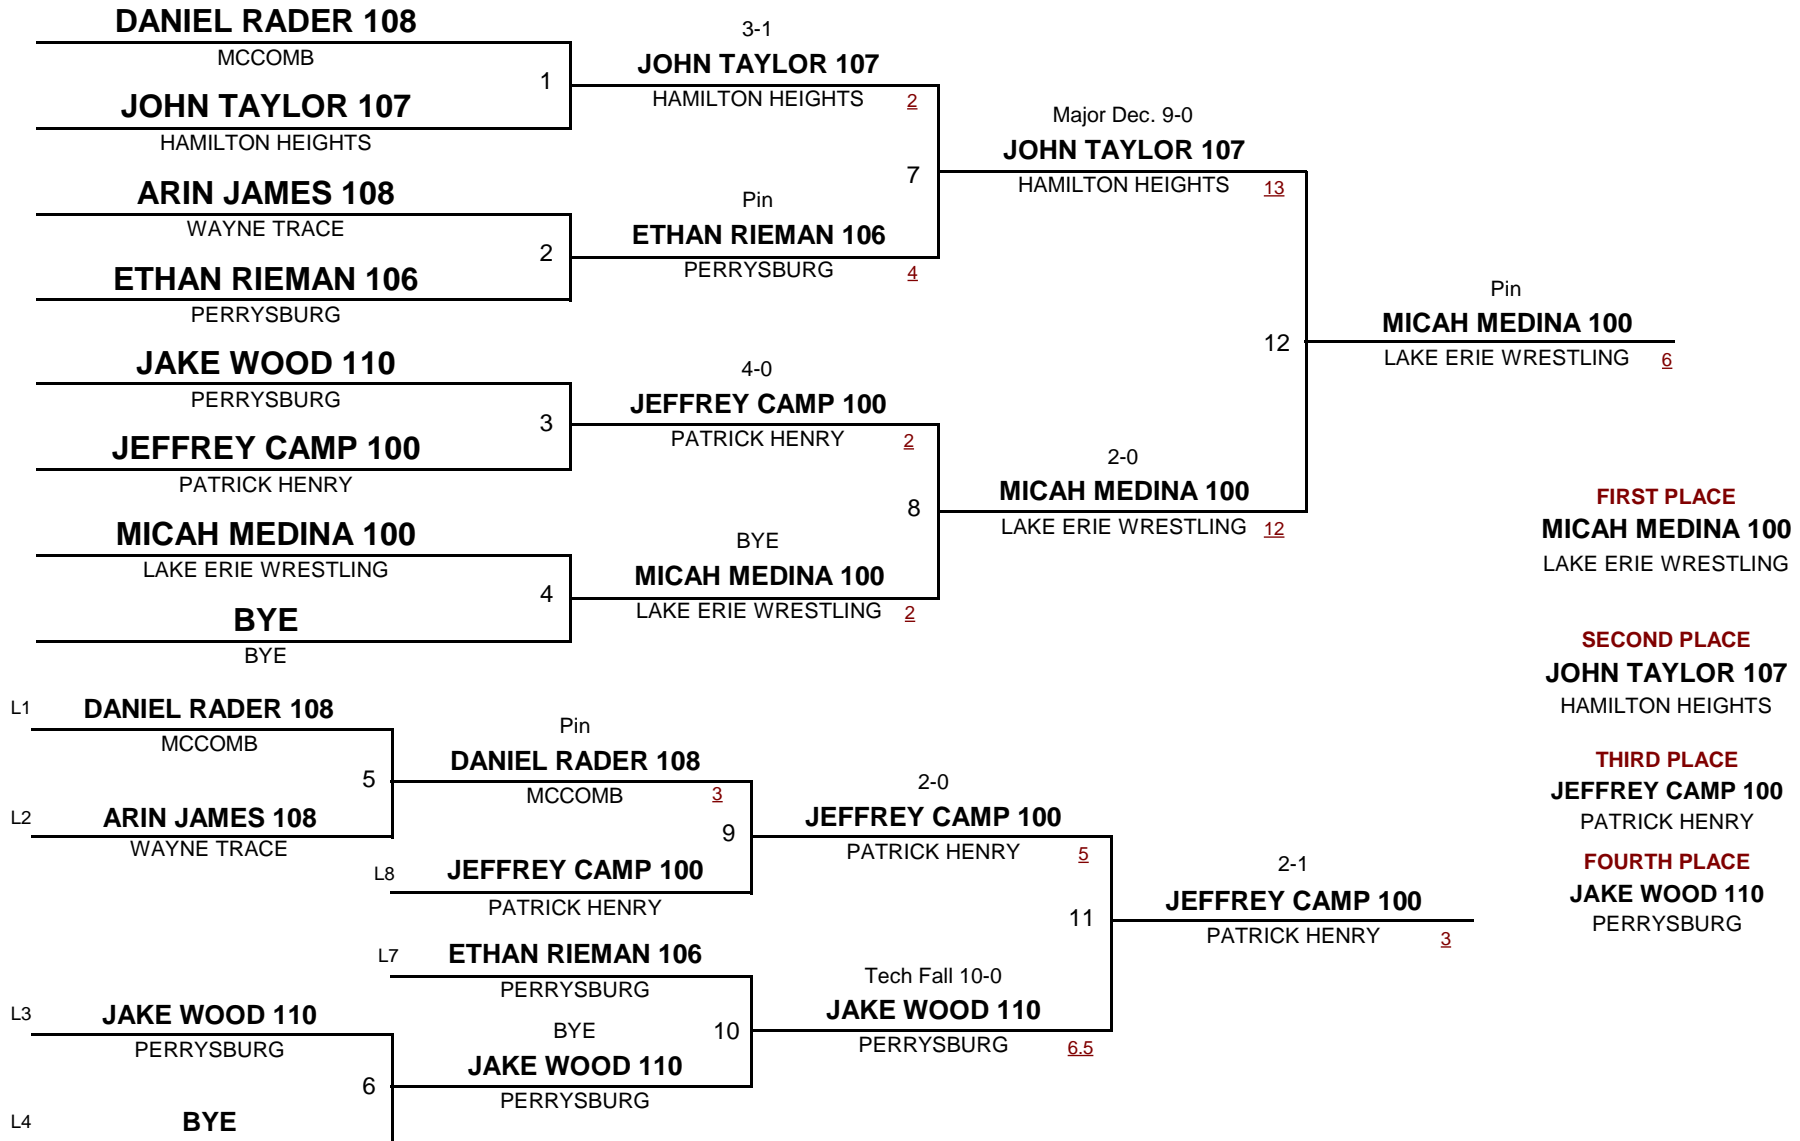 DANIEL RADER 108
MCCOMB
1
JOHN TAYLOR 107
HAMILTON HEIGHTS
ARIN JAMES 108
WAYNE TRACE
2
ETHAN RIEMAN 106
PERRYSBURG
JAKE WOOD 110
PERRYSBURG
3
JEFFREY CAMP 100
PATRICK HENRY
MICAH MEDINA 100
LAKE ERIE WRESTLING
4
BYE
BYE
3-1
JOHN TAYLOR 107
HAMILTON HEIGHTS 2
7
Pin
ETHAN RIEMAN 106
PERRYSBURG 4
4-0
JEFFREY CAMP 100
PATRICK HENRY 2
8
BYE
MICAH MEDINA 100
LAKE ERIE WRESTLING 2
Major Dec. 9-0
JOHN TAYLOR 107
HAMILTON HEIGHTS 13
12
2-0
MICAH MEDINA 100
LAKE ERIE WRESTLING 12
Pin
MICAH MEDINA 100
LAKE ERIE WRESTLING 6
FIRST PLACE
MICAH MEDINA 100
LAKE ERIE WRESTLING
SECOND PLACE
JOHN TAYLOR 107
HAMILTON HEIGHTS
THIRD PLACE
JEFFREY CAMP 100
PATRICK HENRY
FOURTH PLACE
JAKE WOOD 110
PERRYSBURG
L1 DANIEL RADER 108
MCCOMB
5
L2 ARIN JAMES 108
WAYNE TRACE
L3 JAKE WOOD 110
PERRYSBURG
6
L4 BYE
Pin
DANIEL RADER 108
MCCOMB 3
9
L8 JEFFREY CAMP 100
PATRICK HENRY
L7 ETHAN RIEMAN 106
PERRYSBURG
10
BYE
JAKE WOOD 110
PERRYSBURG
2-0
JEFFREY CAMP 100
PATRICK HENRY 5
11
Tech Fall 10-0
JAKE WOOD 110
PERRYSBURG 6.5
2-1
JEFFREY CAMP 100
PATRICK HENRY 3